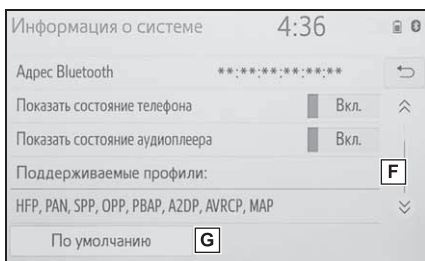 Информация о системе 4:36 0
Адрес Bluetooth **:**:**:**:**:**
Показать состояние телефона Вкл.
Показать состояние аудиоплеера Вкл.
Поддерживаемые профили: F
HFP, PAN, SPP, OPP, PBAP, A2DP, AVRCP, MAP
По умолчанию G